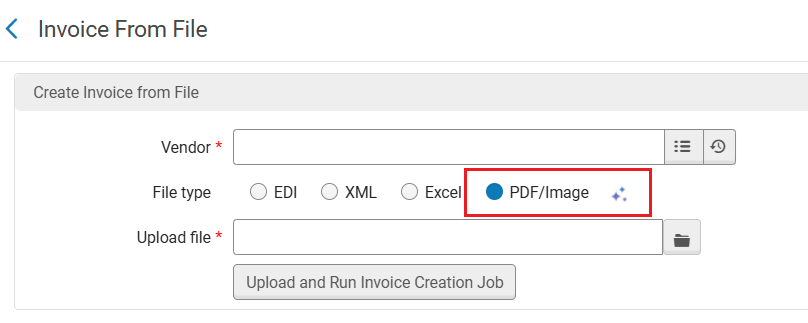 Invoice From File
Create Invoice from File
Vendor *
File type EDI XML Excel PDF/Image
Upload file *
Upload and Run Invoice Creation Job